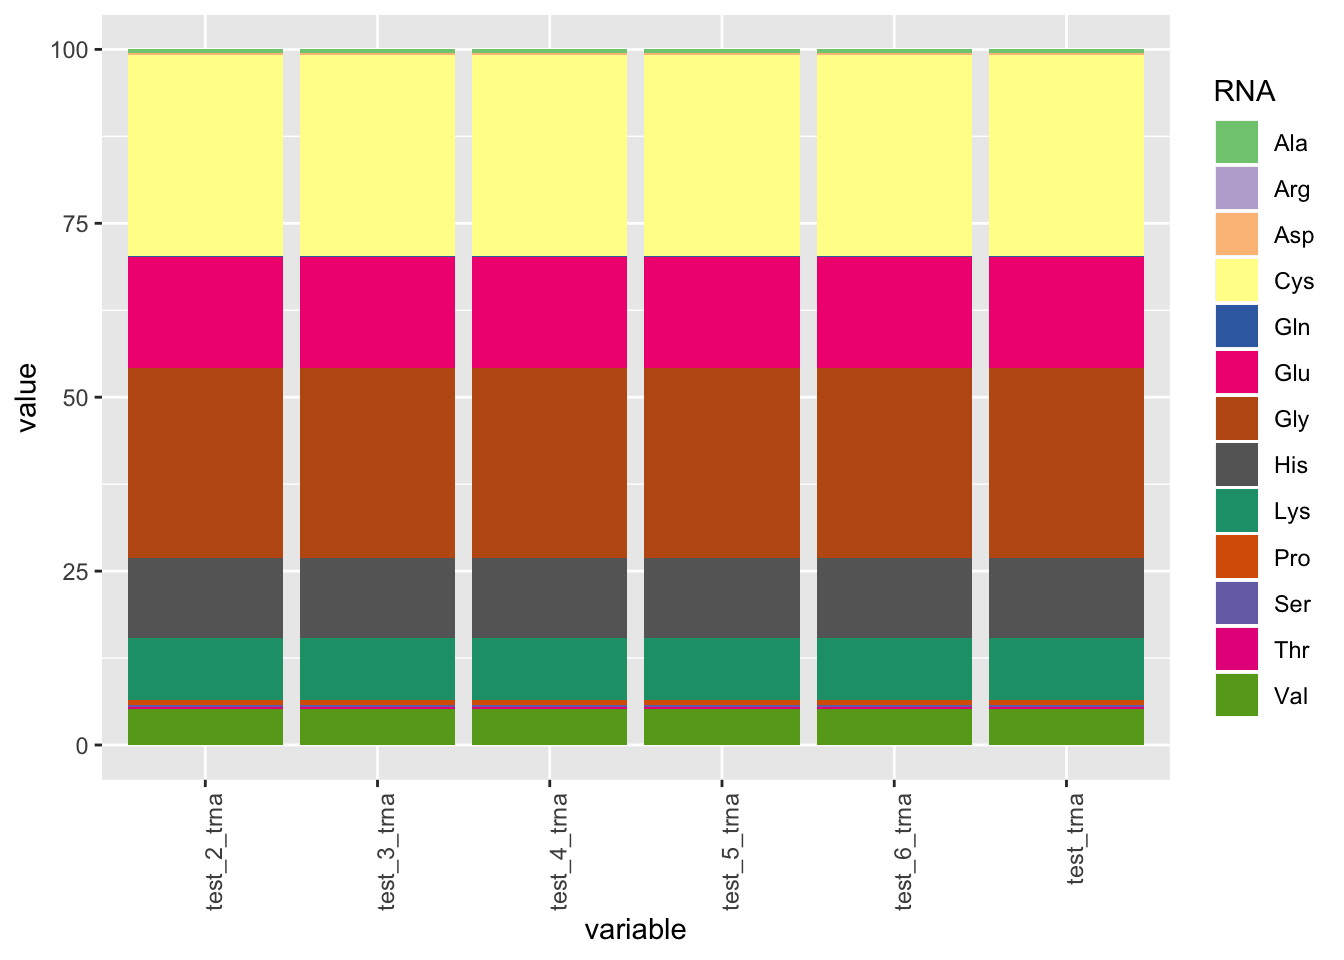 100
75
50
25
0
value
test_2_trna
test_3_trna
test_4_trna
test_5_trna
test_6_trna
test_trna
variable
RNA
Ala
Arg
Asp
Cys
Gln
Glu
Gly
His
Lys
Pro
Ser
Thr
Val